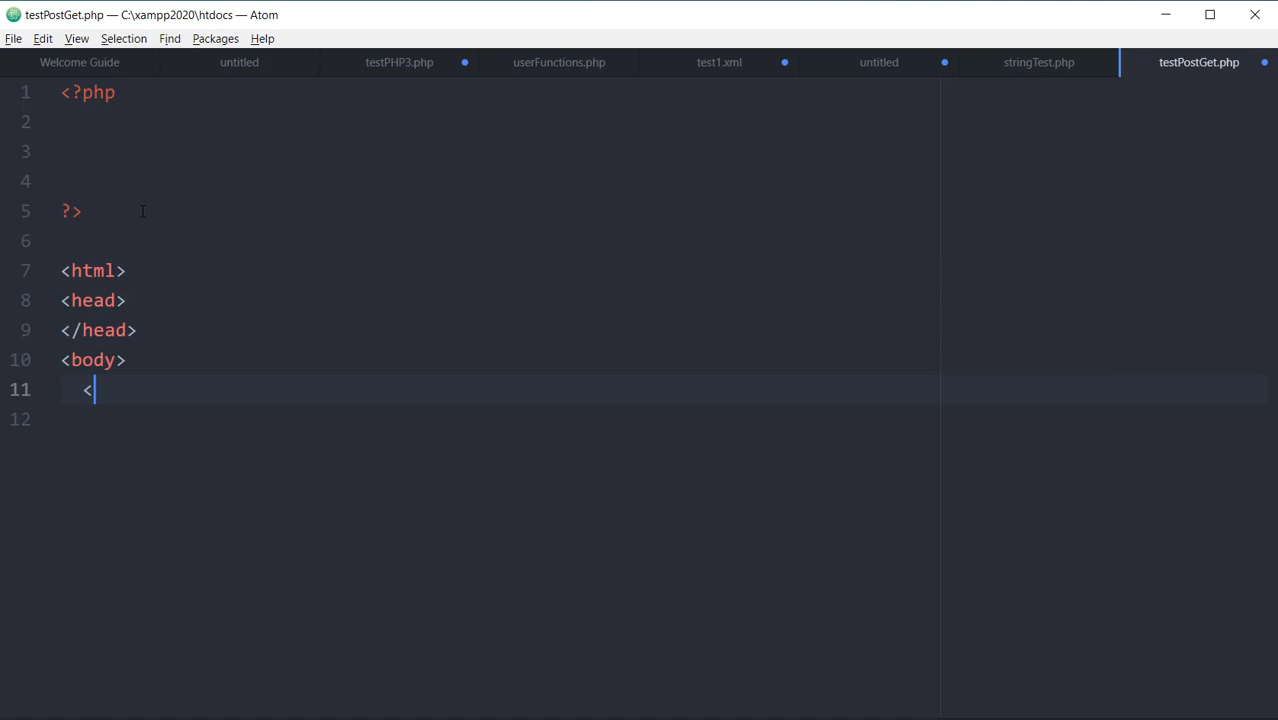 testPostGet.php — C:\xampp2020\htdocs — Atom
File Edit View Selection Find Packages Help
Welcome Guide untitled testPHP3.php userFunctions.php test1.xml untitled stringTest.php testPostGet.php
1 <?php
2
3
4
5 ?>
6
7 <html>
8 <head>
9 </head>
10 <body>
11 <
12